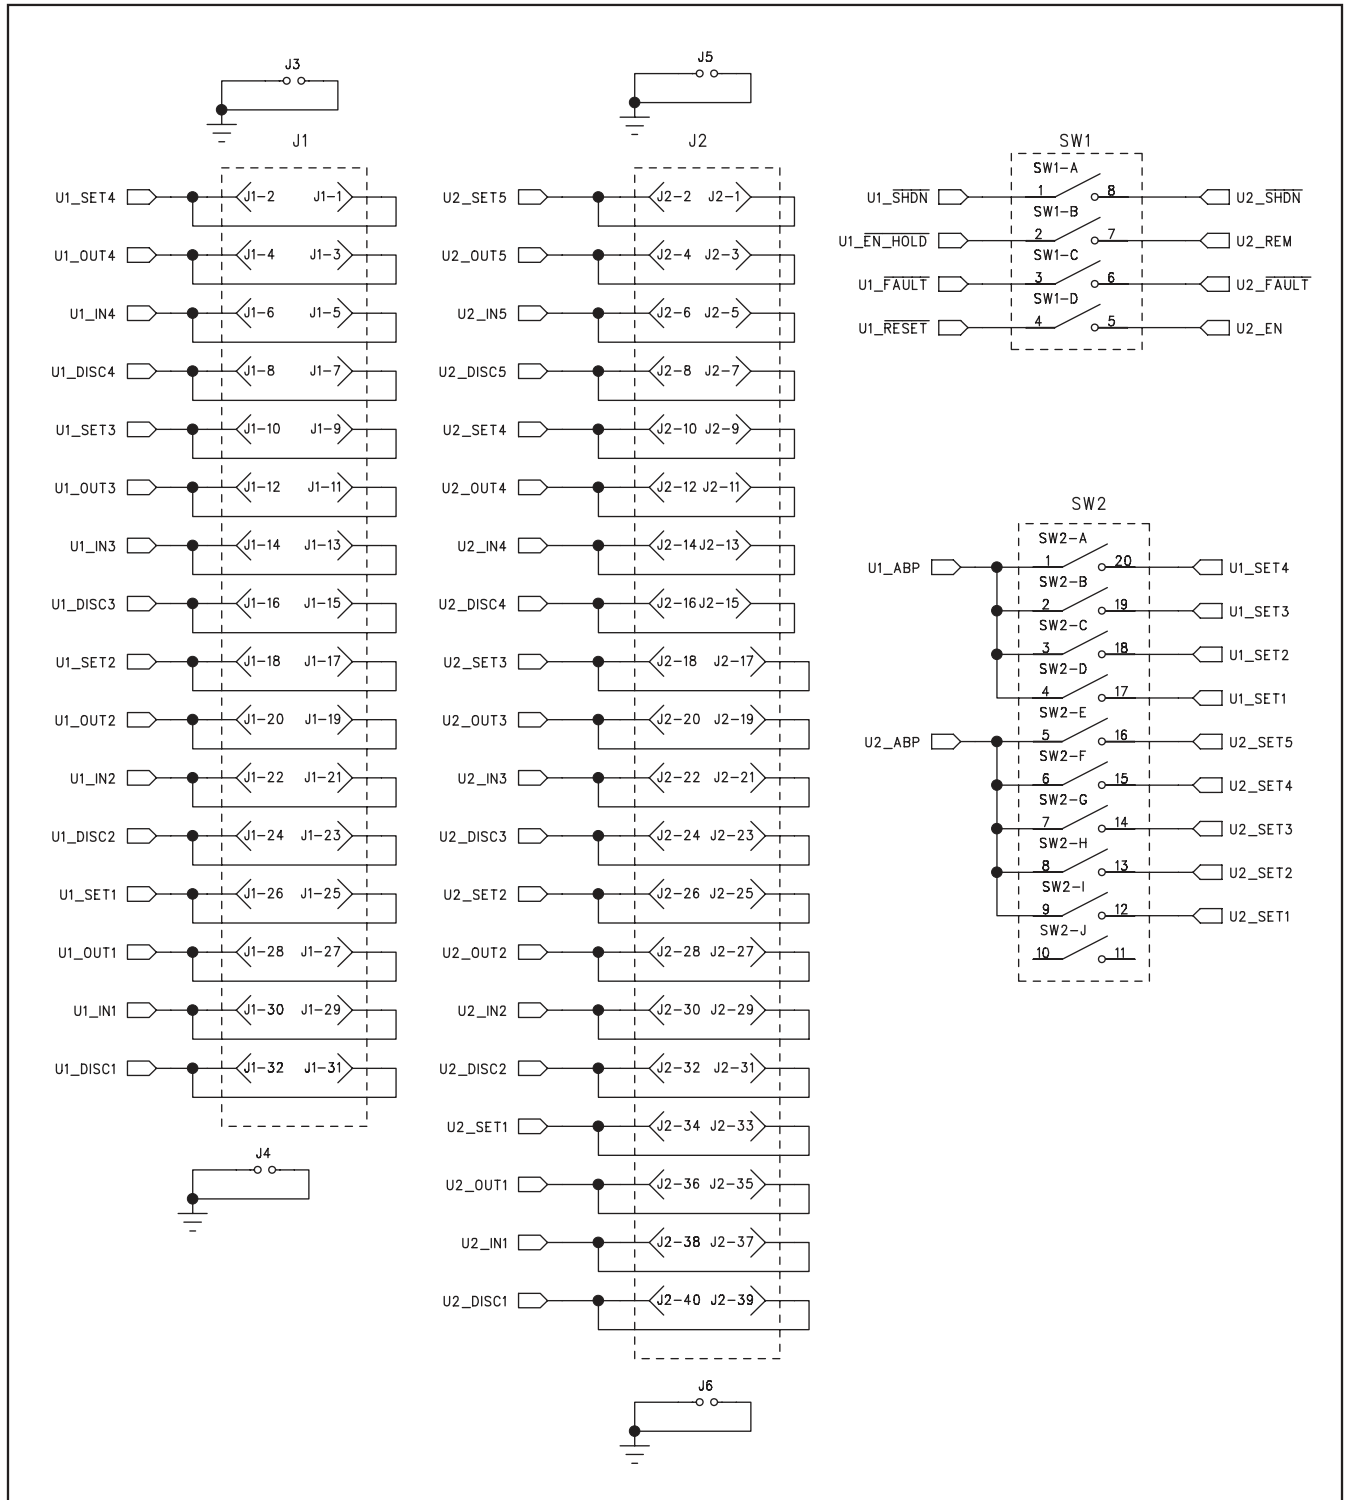 J3
J1
U1_SET4 J1-2 J1-1
U1_OUT4 J1-4 J1-3
U1_IN4 J1-6 J1-5
U1_DISC4 J1-8 J1-7
U1_SET3 J1-10 J1-9
U1_OUT3 J1-12 J1-11
U1_IN3 J1-14 J1-13
U1_DISC3 J1-16 J1-15
U1_SET2 J1-18 J1-17
U1_OUT2 J1-20 J1-19
U1_IN2 J1-22 J1-21
U1_DISC2 J1-24 J1-23
U1_SET1 J1-26 J1-25
U1_OUT1 J1-28 J1-27
U1_IN1 J1-30 J1-29
U1_DISC1 J1-32 J1-31
J4
J5
J2
U2_SET5 J2-2 J2-1
U2_OUT5 J2-4 J2-3
U2_IN5 J2-6 J2-5
U2_DISC5 J2-8 J2-7
U2_SET4 J2-10 J2-9
U2_OUT4 J2-12 J2-11
U2_IN4 J2-14 J2-13
U2_DISC4 J2-16 J2-15
U2_SET3 J2-18 J2-17
U2_OUT3 J2-20 J2-19
U2_IN3 J2-22 J2-21
U2_DISC3 J2-24 J2-23
U2_SET2 J2-26 J2-25
U2_OUT2 J2-28 J2-27
U2_IN2 J2-30 J2-29
U2_DISC2 J2-32 J2-31
U2_SET1 J2-34 J2-33
U2_OUT1 J2-36 J2-35
U2_IN1 J2-38 J2-37
U2_DISC1 J2-40 J2-39
J6
SW1
SW1-A
U1_SHDN 1 8 U2_SHDN
SW1-B
U1_EN_HOLD 2 7 U2_REM
SW1-C
U1_FAULT 3 6 U2_FAULT
SW1-D
U1_RESET 4 5 U2_EN
SW2
SW2-A
U1_ABP 1 20 U1_SET4
SW2-B
2 19 U1_SET3
SW2-C
3 18 U1_SET2
SW2-D
4 17 U1_SET1
SW2-E
U2_ABP 5 16 U2_SET5
SW2-F
6 15 U2_SET4
SW2-G
7 14 U2_SET3
SW2-H
8 13 U2_SET2
SW2-I
9 12 U2_SET1
SW2-J
10 11